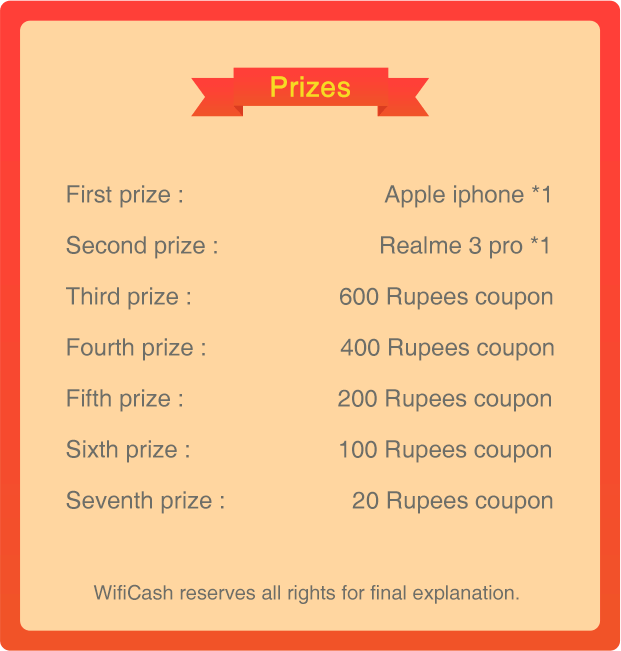 Prizes
First prize : Apple iphone *1
Second prize : Realme 3 pro *1
Third prize : 600 Rupees coupon
Fourth prize : 400 Rupees coupon
Fifth prize : 200 Rupees coupon
Sixth prize : 100 Rupees coupon
Seventh prize : 20 Rupees coupon
WifiCash reserves all rights for final explanation.